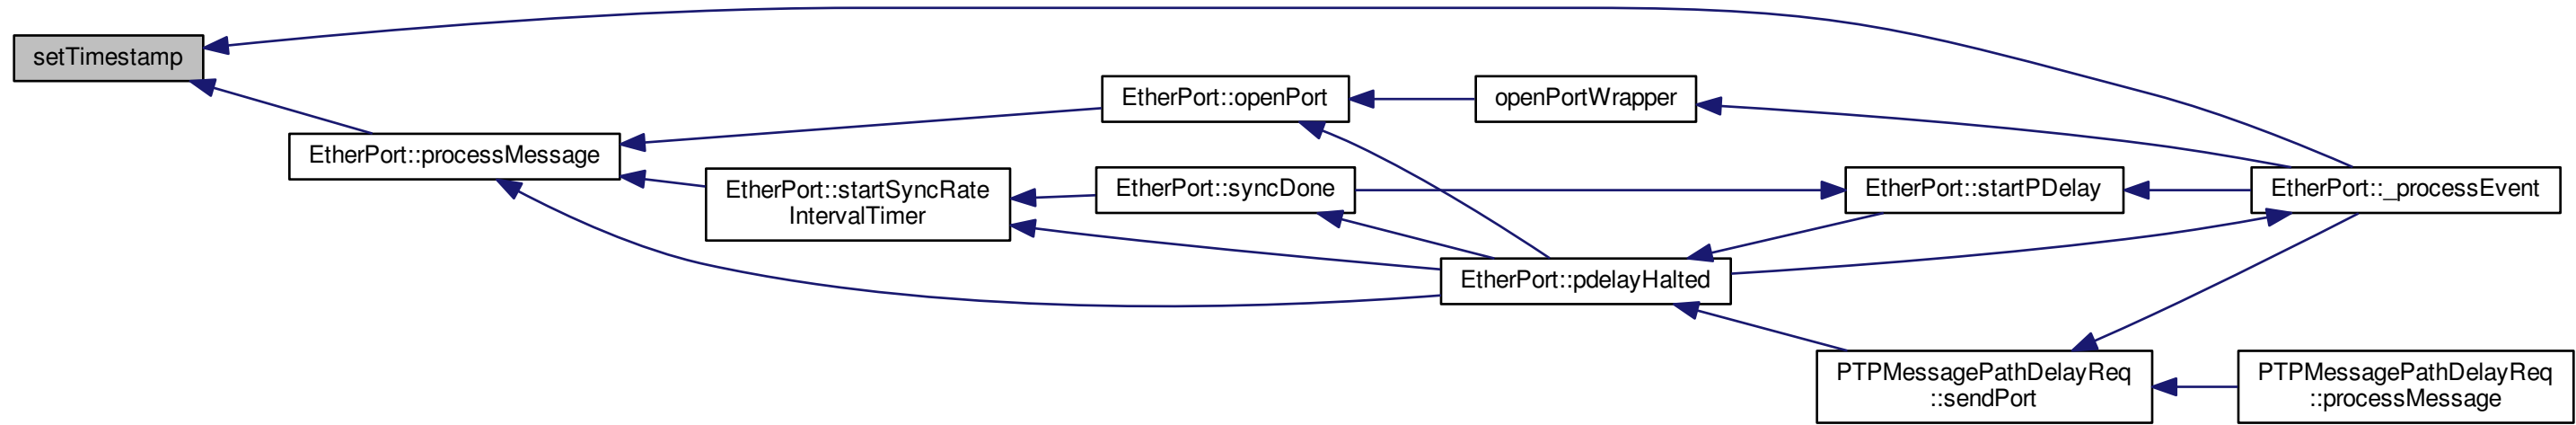 setTimestamp
EtherPort::processMessage
EtherPort::openPort
openPortWrapper
EtherPort::startSyncRate
IntervalTimer
EtherPort::syncDone
EtherPort::startPDelay
EtherPort::_processEvent
EtherPort::pdelayHalted
PTPMessagePathDelayReq
::sendPort
PTPMessagePathDelayReq
::processMessage